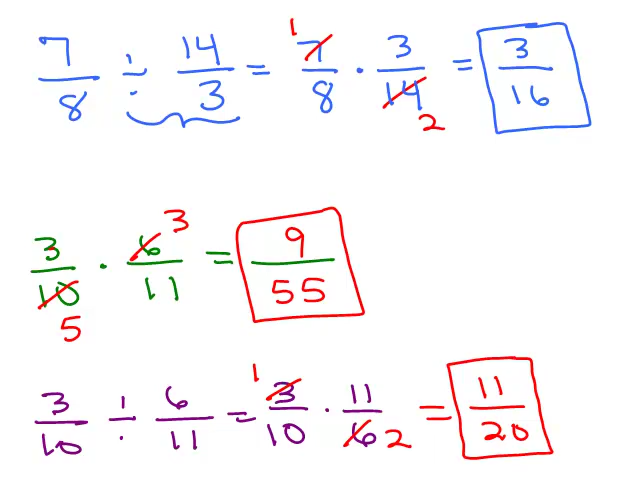 7/8 ÷ 14/3 = 1 7/8 · 3/14 2 = 3/16
3/10 5 · 6 3/11 = 9/55
3/10 ÷ 6/11 = 1 3/10 · 11/6 2 = 11/20